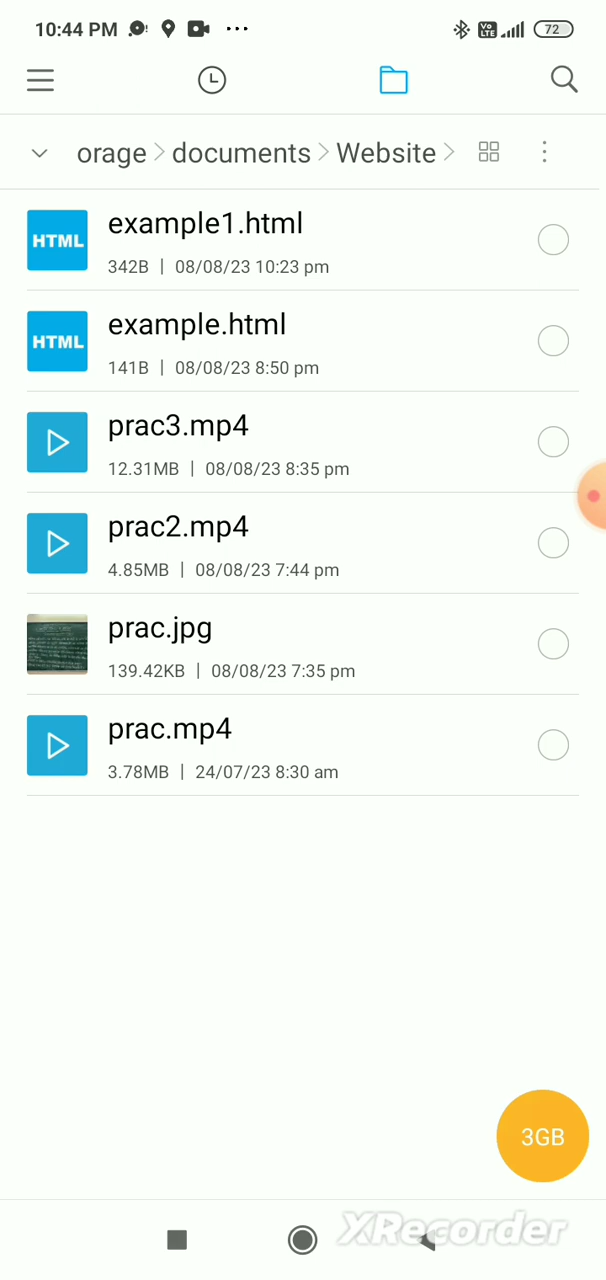 10:44 PM
Vo LTE 72
orage > documents > Website >
HTML
example1.html
342B | 08/08/23 10:23 pm
HTML
example.html
141B | 08/08/23 8:50 pm
prac3.mp4
12.31MB | 08/08/23 8:35 pm
prac2.mp4
4.85MB | 08/08/23 7:44 pm
prac.jpg
139.42KB | 08/08/23 7:35 pm
prac.mp4
3.78MB | 24/07/23 8:30 am
3GB
XRecorder